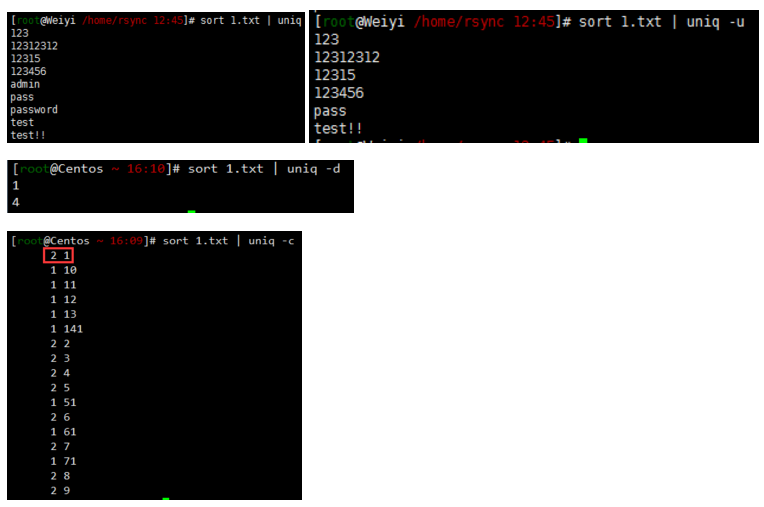 [root@Weiyi /home/rsync 12:45]# sort 1.txt | uniq
123
12312312
12315
123456
admin
pass
password
test
test!!
[root@Weiyi /home/rsync 12:45]# sort 1.txt | uniq -u
123
12312312
12315
123456
pass
test!!
[root@Centos ~ 16:10]# sort 1.txt | uniq -d
1
4
[root@Centos ~ 16:09]# sort 1.txt | uniq -c
2 1
1 10
1 11
1 12
1 13
1 141
2 2
2 3
2 4
2 5
1 51
2 6
1 61
2 7
1 71
2 8
2 9